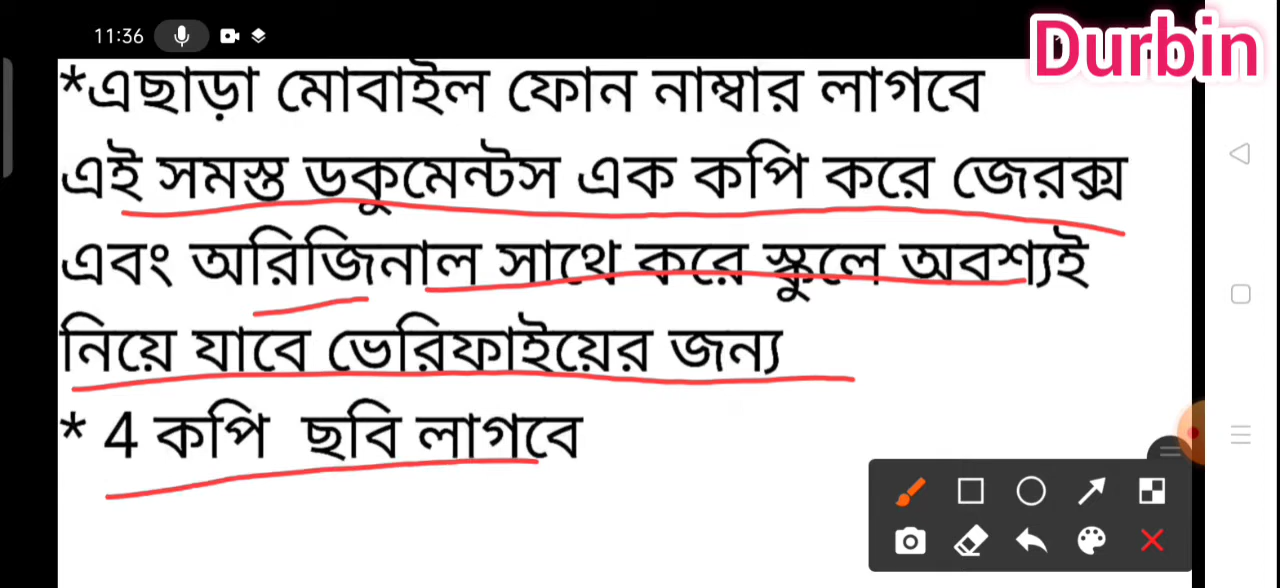 11:36
Durbin
*এছাড়া মোবাইল ফোন নাম্বার লাগবে
এই সমস্ত ডকুমেন্টস এক কপি করে জেরক্স
এবং অরিজিনাল সাথে করে স্কুলে অবশ্যই
নিয়ে যাবে ভেরিফাইয়ের জন্য
* 4 কপি ছবি লাগবে